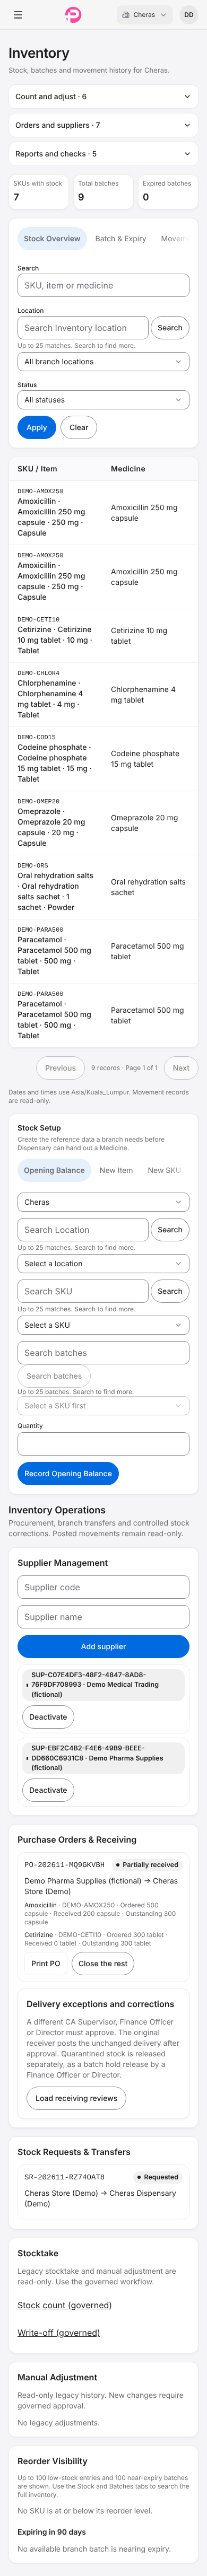 Cheras
DD
Inventory
Stock, batches and movement history for Cheras.
Count and adjust · 6
Orders and suppliers · 7
Reports and checks · 5
SKUs with stock
7
Total batches
9
Expired batches
0
Stock Overview
Batch & Expiry
Movem
Search
SKU, item or medicine
Location
Search Inventory location
Search
Up to 25 matches. Search to find more.
All branch locations
Status
All statuses
Apply
Clear
SKU / Item
Medicine
DEMO-AMOX250
Amoxicillin ·
Amoxicillin 250 mg
capsule · 250 mg ·
Capsule
Amoxicillin 250 mg
capsule
DEMO-AMOX250
Amoxicillin ·
Amoxicillin 250 mg
capsule · 250 mg ·
Capsule
Amoxicillin 250 mg
capsule
DEMO-CETI10
Cetirizine · Cetirizine
10 mg tablet · 10 mg ·
Tablet
Cetirizine 10 mg
tablet
DEMO-CHLOR4
Chlorphenamine ·
Chlorphenamine 4
mg tablet · 4 mg ·
Tablet
Chlorphenamine 4
mg tablet
DEMO-COD15
Codeine phosphate ·
Codeine phosphate
15 mg tablet · 15 mg ·
Tablet
Codeine phosphate
15 mg tablet
DEMO-OMEP20
Omeprazole ·
Omeprazole 20 mg
capsule · 20 mg ·
Capsule
Omeprazole 20 mg
capsule
DEMO-ORS
Oral rehydration salts
· Oral rehydration
salts sachet · 1
sachet · Powder
Oral rehydration salts
sachet
DEMO-PARA500
Paracetamol ·
Paracetamol 500 mg
tablet · 500 mg ·
Tablet
Paracetamol 500 mg
tablet
DEMO-PARA500
Paracetamol ·
Paracetamol 500 mg
tablet · 500 mg ·
Tablet
Paracetamol 500 mg
tablet
Previous
9 records · Page 1 of 1
Next
Dates and times use Asia/Kuala_Lumpur. Movement records
are read-only.
Stock Setup
Create the reference data a branch needs before
Dispensary can hand out a Medicine.
Opening Balance
New Item
New SKU
Cheras
Search Location
Search
Up to 25 matches. Search to find more.
Select a location
Search SKU
Search
Up to 25 matches. Search to find more.
Select a SKU
Search batches
Search batches
Up to 25 batches. Search to find more.
Select a SKU first
Quantity
Record Opening Balance
Inventory Operations
Procurement, branch transfers and controlled stock
corrections. Posted movements remain read-only.
Supplier Management
Supplier code
Supplier name
Add supplier
SUP-C07E4DF3-48F2-4847-8AD8-
76F9DF708993 · Demo Medical Trading
(fictional)
Deactivate
SUP-EBF2C4B2-F4E6-49B9-BEEE-
DD660C6931C8 · Demo Pharma Supplies
(fictional)
Deactivate
Purchase Orders & Receiving
PO-202611-MQ9GKVBH
Partially received
Demo Pharma Supplies (fictional) → Cheras
Store (Demo)
Amoxicillin · DEMO-AMOX250 · Ordered 500
capsule · Received 200 capsule · Outstanding 300
capsule
Cetirizine · DEMO-CETI10 · Ordered 300 tablet ·
Received 0 tablet · Outstanding 300 tablet
Print PO
Close the rest
Delivery exceptions and corrections
A different CA Supervisor, Finance Officer
or Director must approve. The original
receiver posts the unchanged delivery after
approval. Quarantined stock is released
separately, as a batch hold release by a
Finance Officer or Director.
Load receiving reviews
Stock Requests & Transfers
SR-202611-RZ74OAT8
Requested
Cheras Store (Demo) → Cheras Dispensary
(Demo)
Stocktake
Legacy stocktake and manual adjustment are
read-only. Use the governed workflow.
Stock count (governed)
Write-off (governed)
Manual Adjustment
Read-only legacy history. New changes require
governed approval.
No legacy adjustments.
Reorder Visibility
Up to 100 low-stock entries and 100 near-expiry batches
are shown. Use the Stock and Batches tabs to search the
full inventory.
No SKU is at or below its reorder level.
Expiring in 90 days
No available branch batch is nearing expiry.